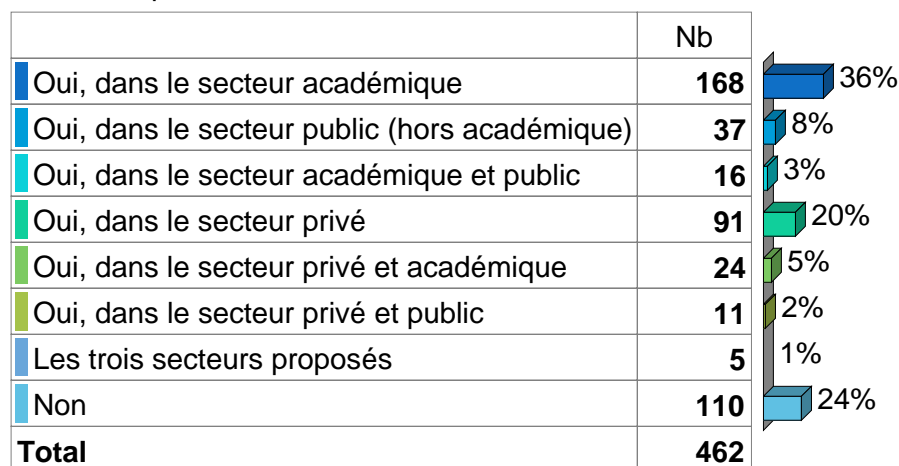 Nb
Oui, dans le secteur académique 168 36%
Oui, dans le secteur public (hors académique) 37 8%
Oui, dans le secteur académique et public 16 3%
Oui, dans le secteur privé 91 20%
Oui, dans le secteur privé et académique 24 5%
Oui, dans le secteur privé et public 11 2%
Les trois secteurs proposés 5 1%
Non 110 24%
Total 462